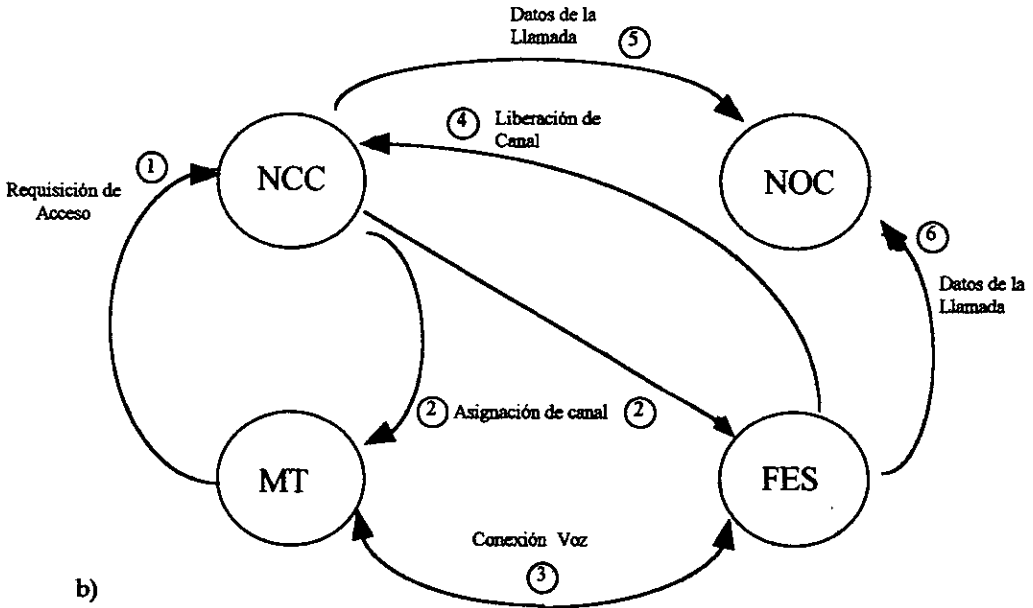 Datos de la
Llamada
5
4
Liberación de
Canal
1
Requisición de
Acceso
NCC
NOC
6
Datos de la
Llamada
2
Asignación de canal
2
MT
FES
Conexión Voz
3
b)